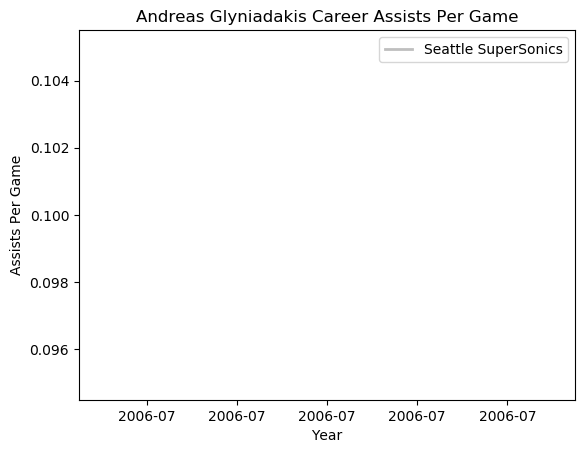 Andreas Glyniadakis Career Assists Per Game
Seattle SuperSonics
0.104
0.102
0.100
0.098
0.096
Assists Per Game
2006-07 2006-07 2006-07 2006-07 2006-07
Year